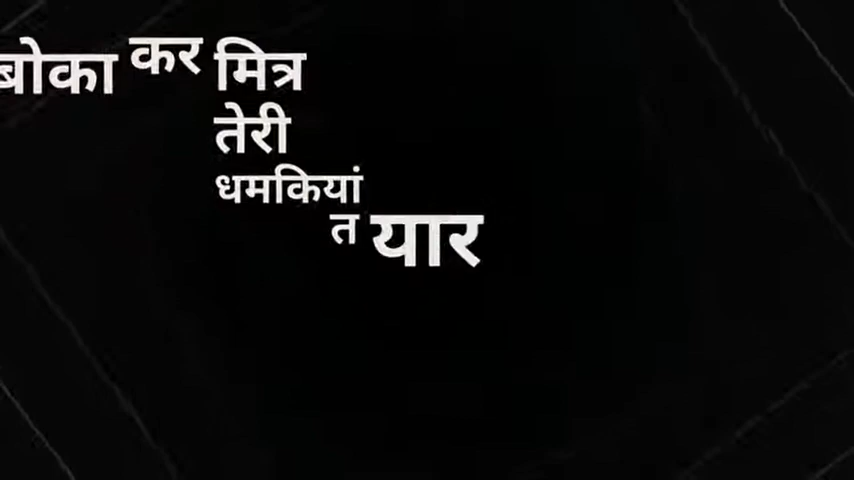 बोका कर मित्र
तेरी
धमकियां
त यार